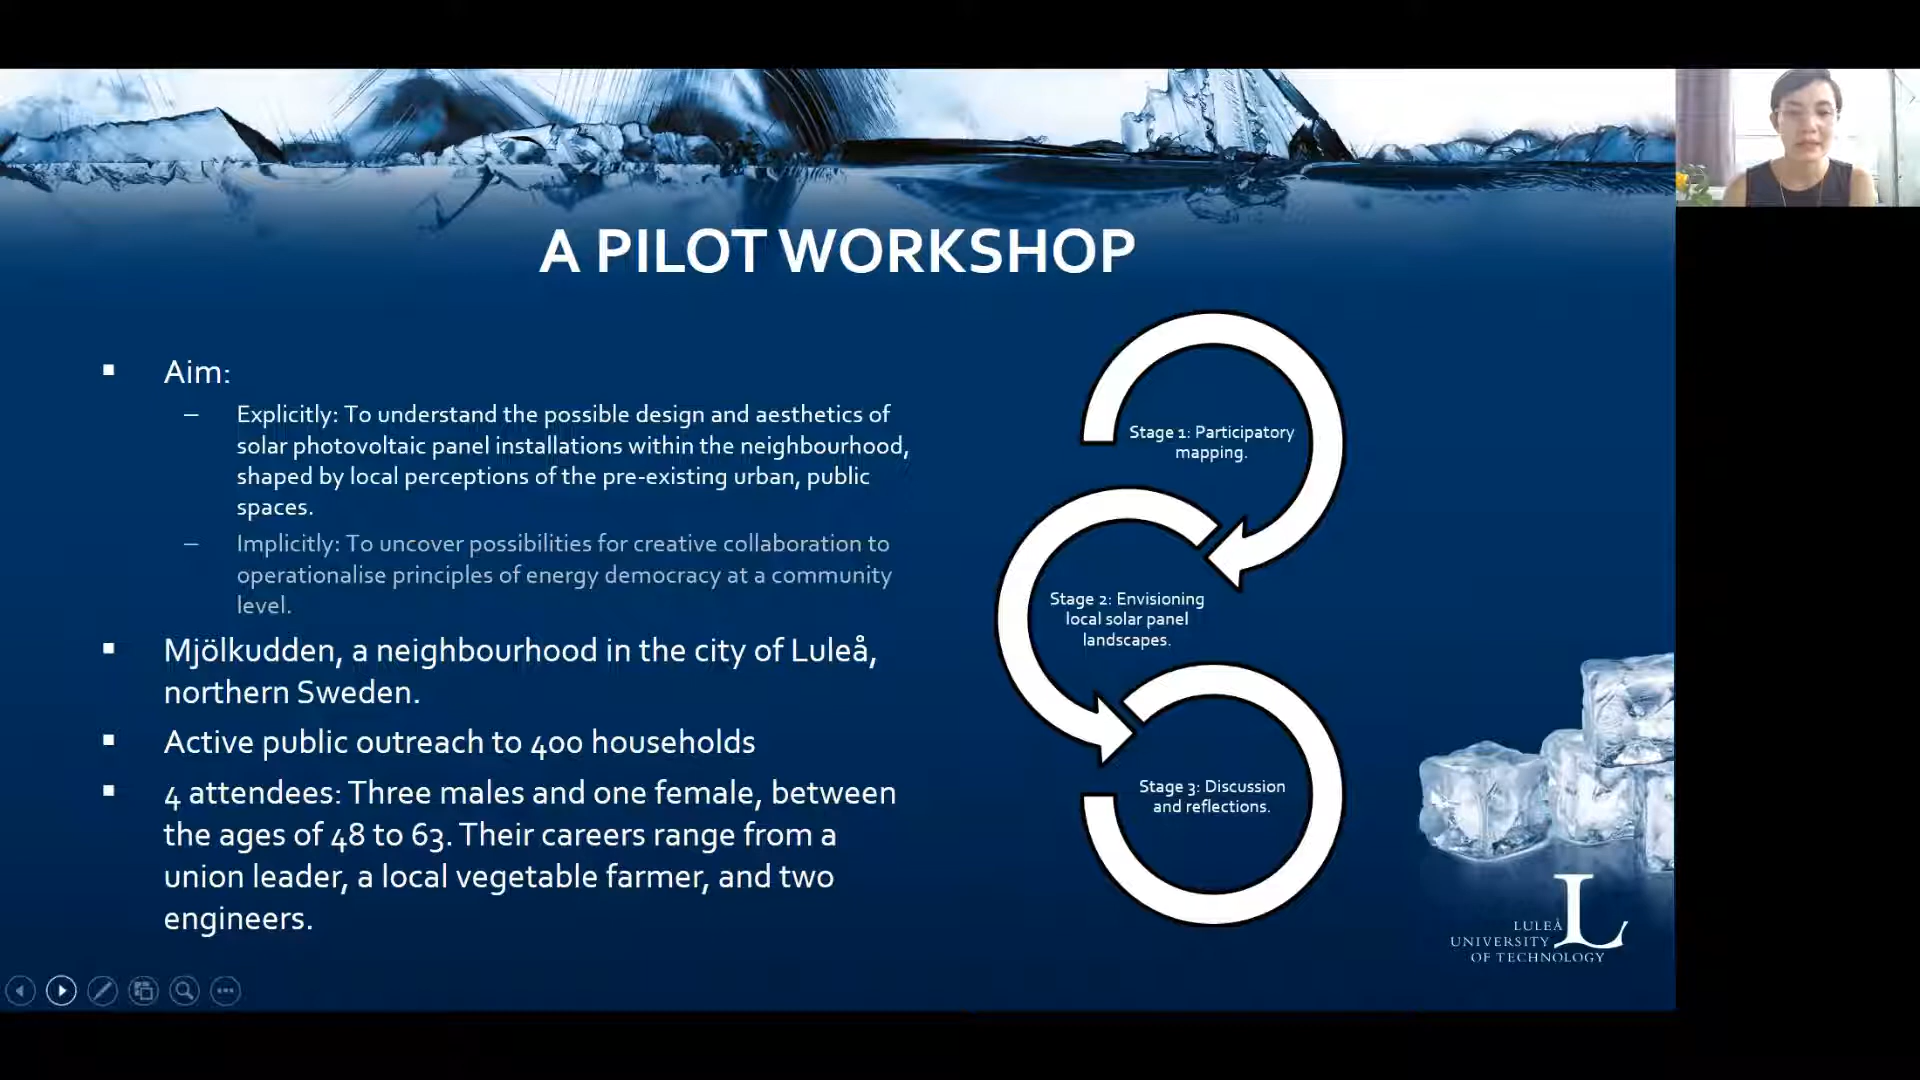 A PILOT WORKSHOP
▪ Aim:
– Explicitly: To understand the possible design and aesthetics of
solar photovoltaic panel installations within the neighbourhood,
shaped by local perceptions of the pre-existing urban, public
spaces.
– Implicitly: To uncover possibilities for creative collaboration to
operationalise principles of energy democracy at a community
level.
▪ Mjölkudden, a neighbourhood in the city of Luleå,
northern Sweden.
▪ Active public outreach to 400 households
▪ 4 attendees: Three males and one female, between
the ages of 48 to 63. Their careers range from a
union leader, a local vegetable farmer, and two
engineers.
Stage 1: Participatory
mapping.
Stage 2: Envisioning
local solar panel
landscapes.
Stage 3: Discussion
and reflections.
LULEÅ
UNIVERSITY
OF TECHNOLOGY
L